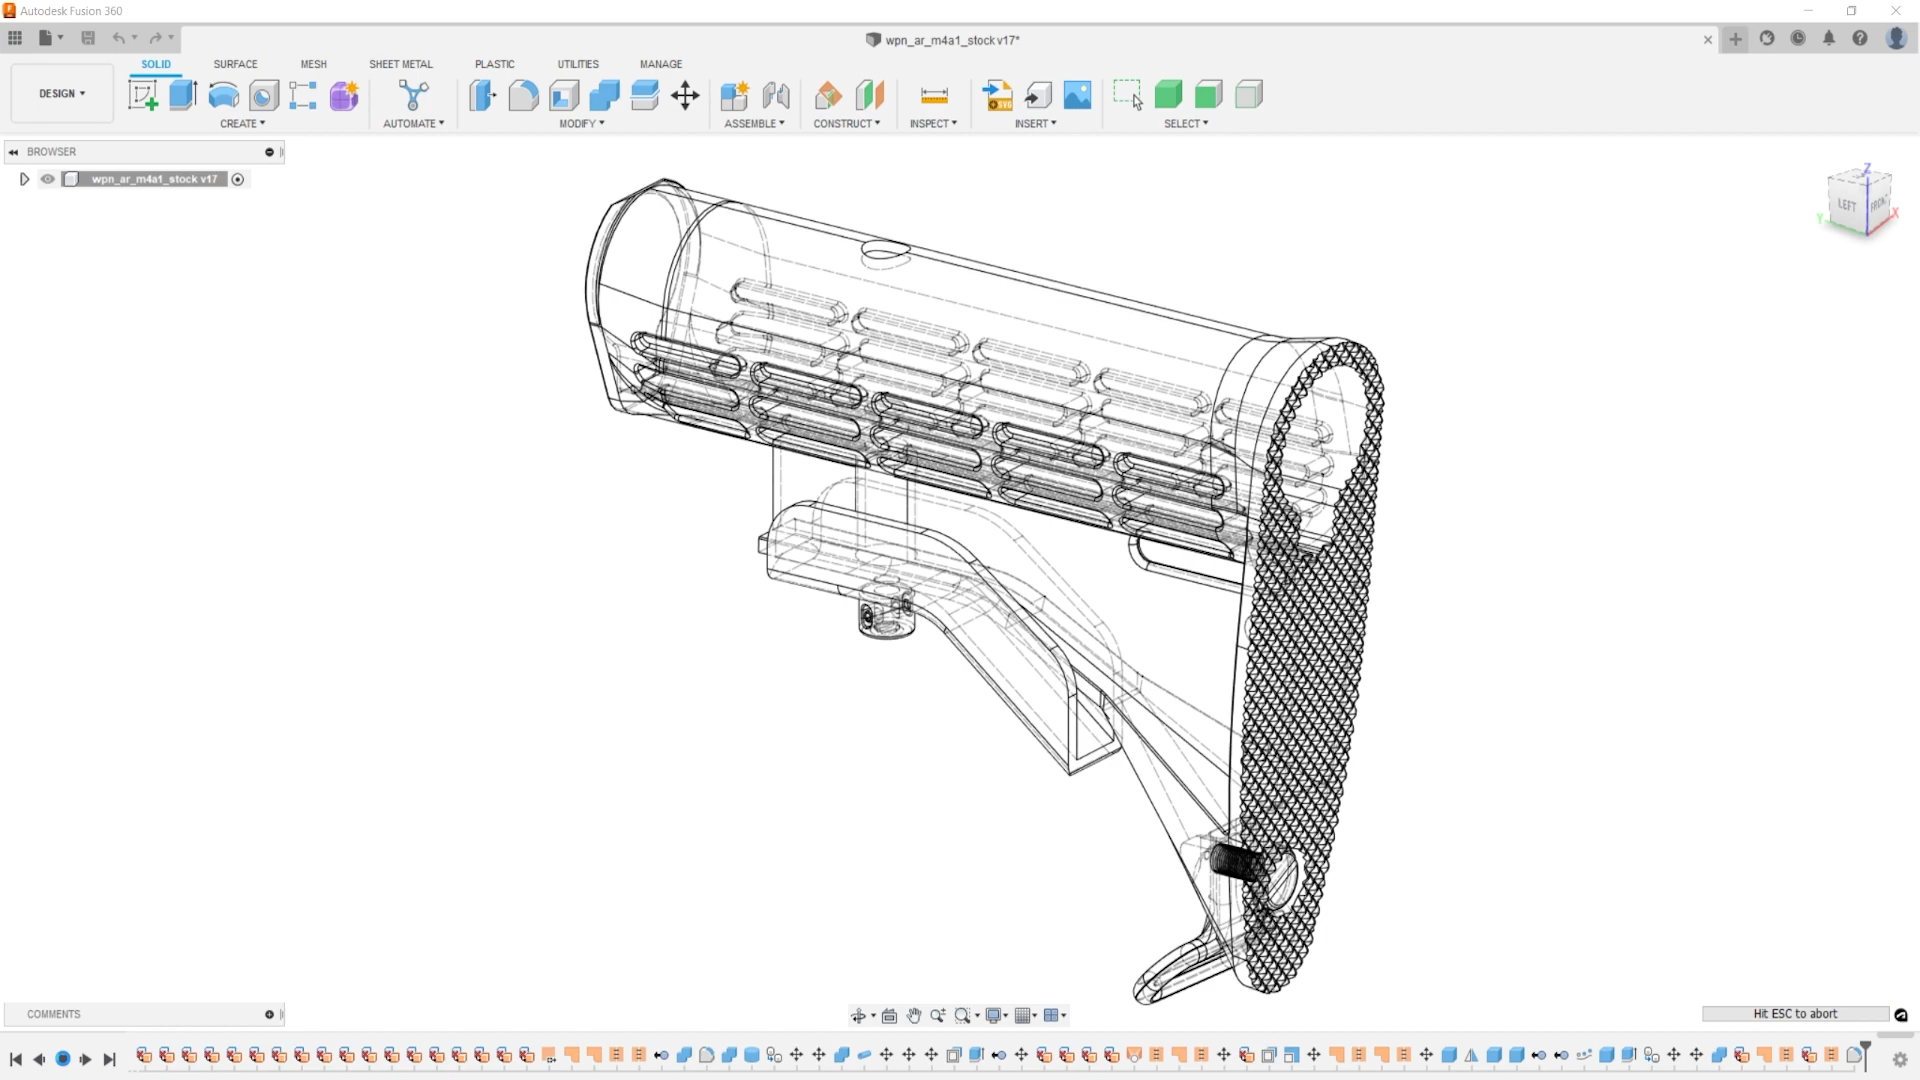 Autodesk Fusion 360
wpn_ar_m4a1_stock v17*
DESIGN
SOLID
SURFACE
MESH
SHEET METAL
PLASTIC
UTILITIES
MANAGE
CREATE
AUTOMATE
MODIFY
ASSEMBLE
CONSTRUCT
INSPECT
INSERT
SELECT
BROWSER
wpn_ar_m4a1_stock v17
Z
LEFT
FRONT
Y
X
COMMENTS
Hit ESC to abort